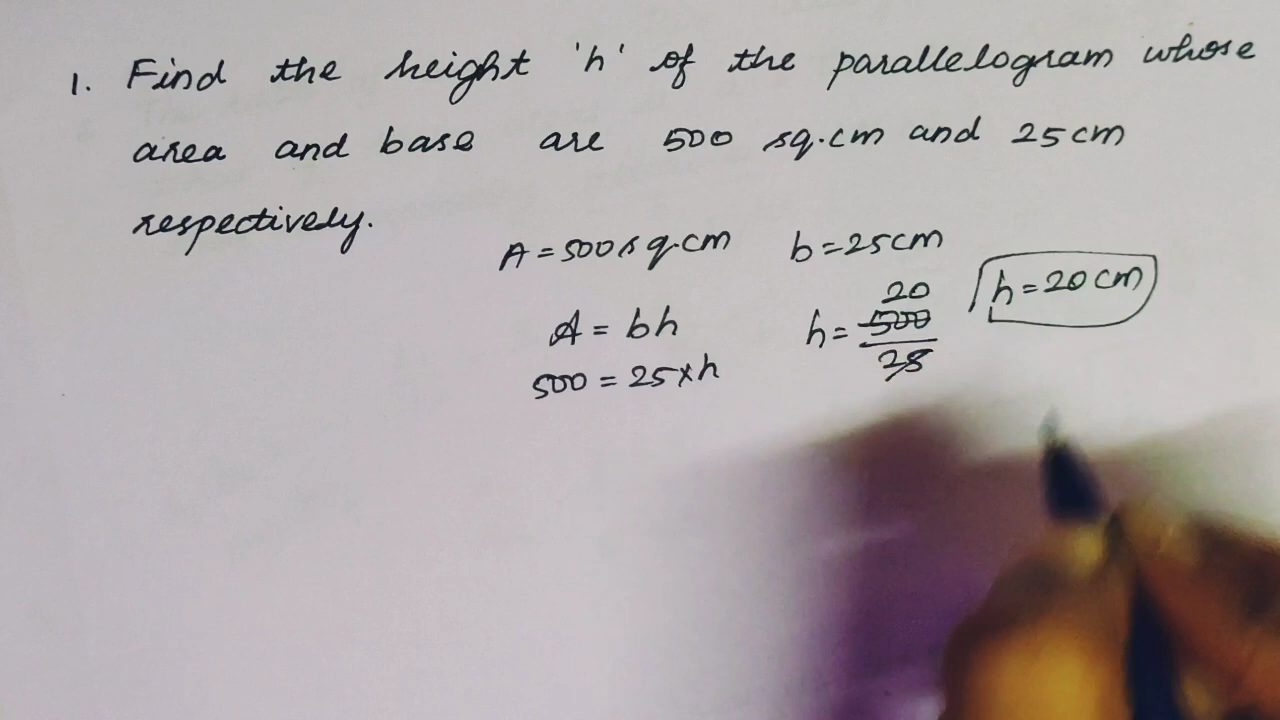 1. Find the height 'h' of the parallelogram whose
area and base are 500 sq.cm and 25cm
respectively.
A = 500 sq.cm b = 25cm
20
h = 20 cm
A = bh h = 500
25
500 = 25 × h